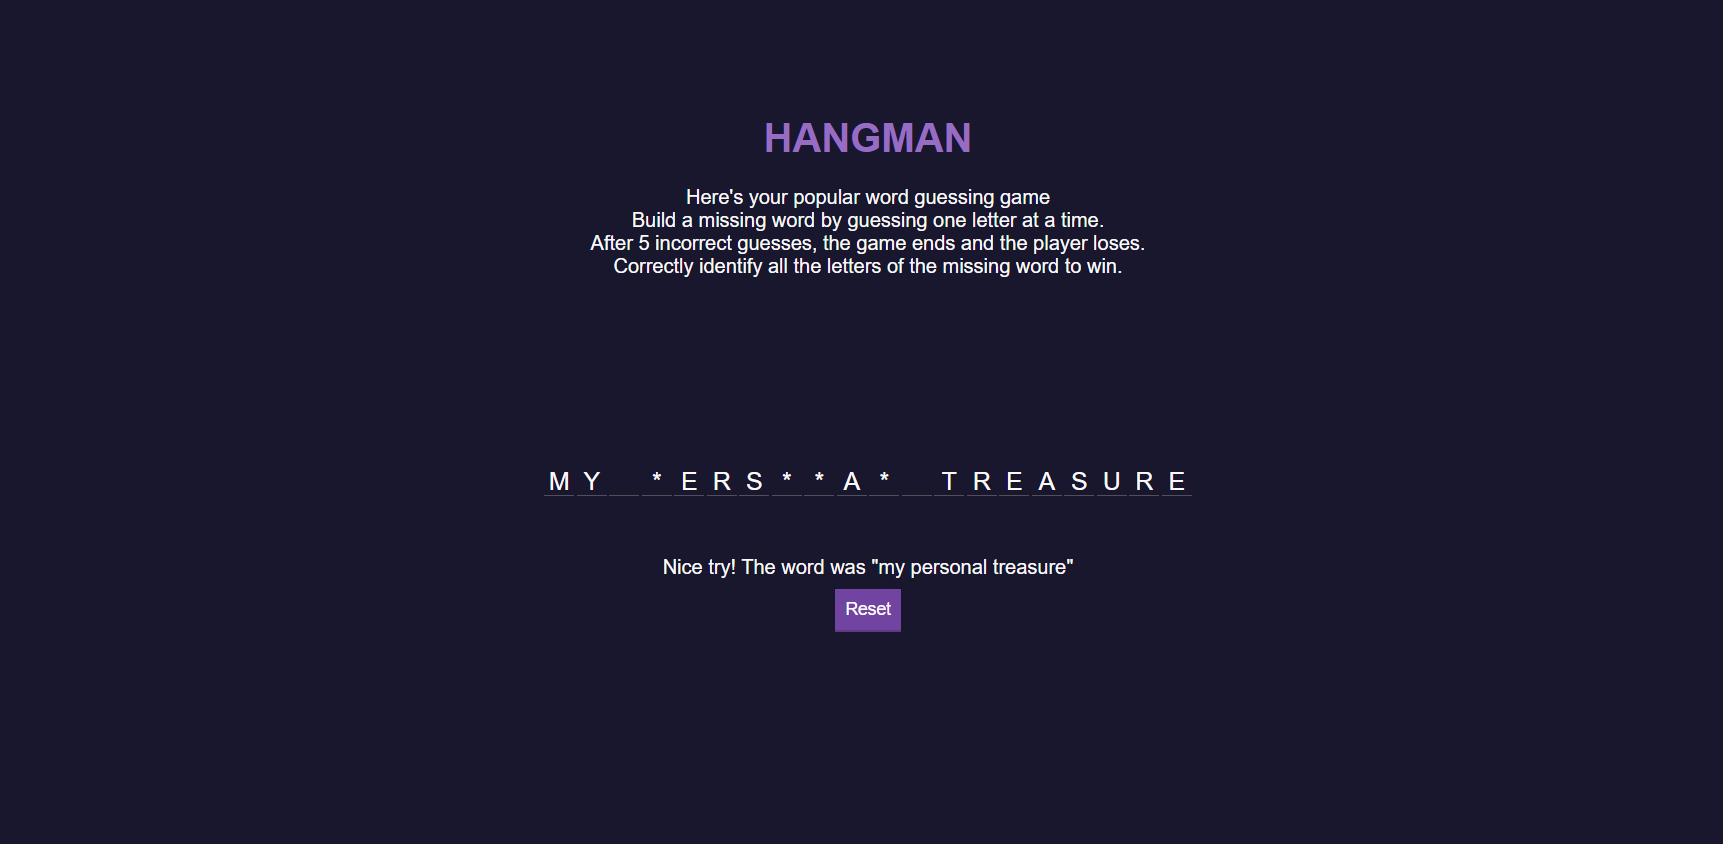 HANGMAN
Here's your popular word guessing game
Build a missing word by guessing one letter at a time.
After 5 incorrect guesses, the game ends and the player loses.
Correctly identify all the letters of the missing word to win.
M Y   * E R S * * A *   T R E A S U R E
Nice try! The word was "my personal treasure"
Reset